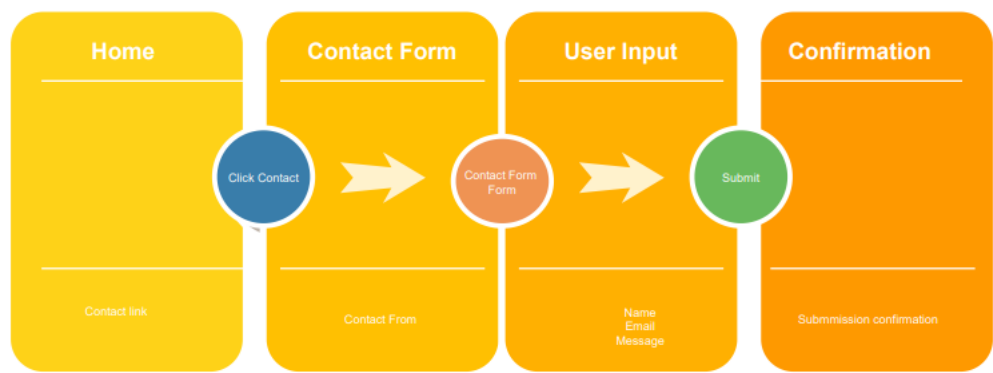 Home
Contact Form
User Input
Confirmation
Click Contact
Contact Form
Form
Submit
Contact link
Contact From
Name
Email
Message
Submmission confirmation